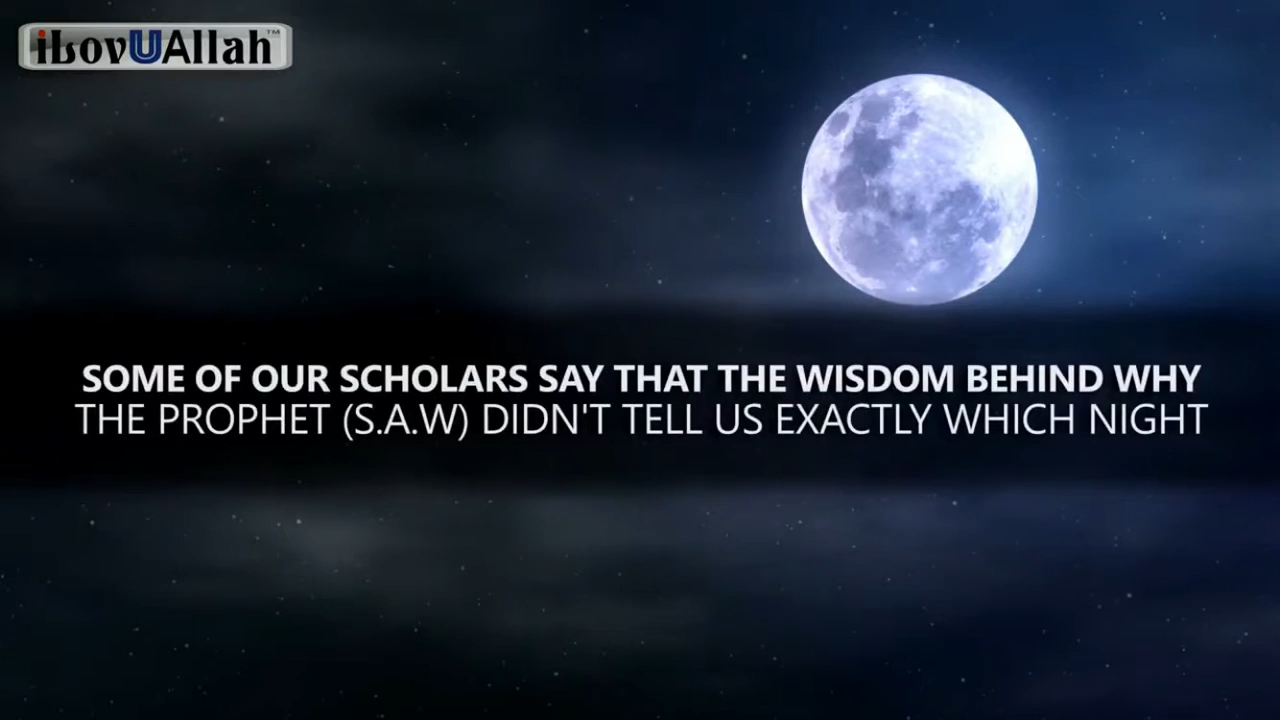 iLovUAllah™
SOME OF OUR SCHOLARS SAY THAT THE WISDOM BEHIND WHY
THE PROPHET (S.A.W) DIDN'T TELL US EXACTLY WHICH NIGHT